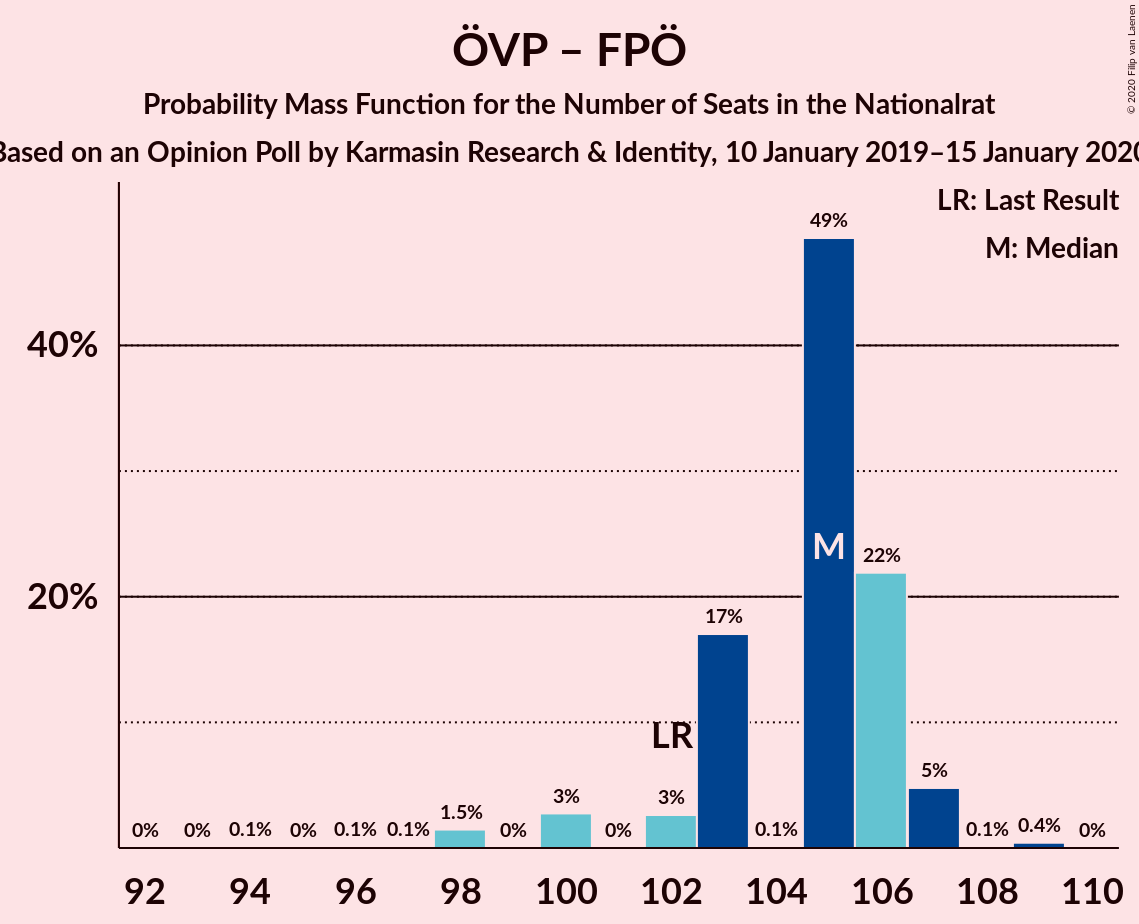 ÖVP – FPÖ
Probability Mass Function for the Number of Seats in the Nationalrat
Based on an Opinion Poll by Karmasin Research & Identity, 10 January 2019–15 January 2020
© 2020 Filip van Laenen
LR: Last Result
M: Median
49%
40%
M
22%
20%
17%
LR
5%
3%
3%
1.5%
0%
0%
0.1%
0%
0.1%
0.1%
0%
0%
0.1%
0.1%
0.4%
0%
92 94 96 98 100 102 104 106 108 110